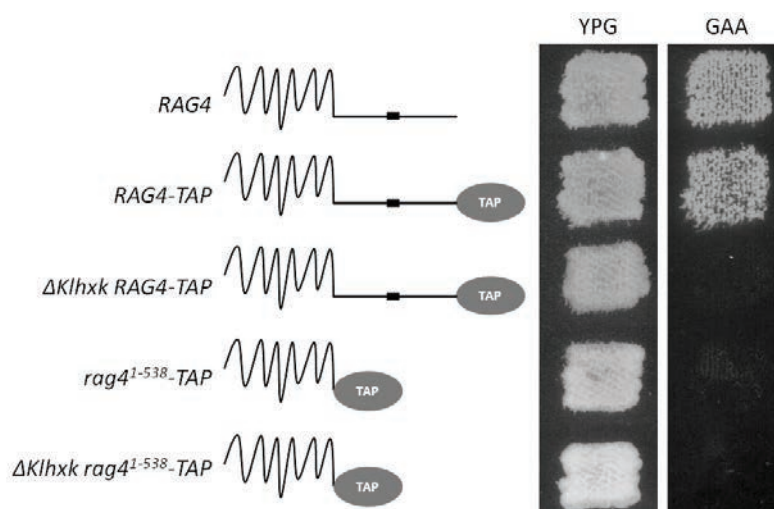 YPG GAA
RAG4
RAG4-TAP TAP
ΔKlhxk RAG4-TAP TAP
rag4¹⁻⁵³⁸-TAP TAP
ΔKlhxk rag4¹⁻⁵³⁸-TAP TAP